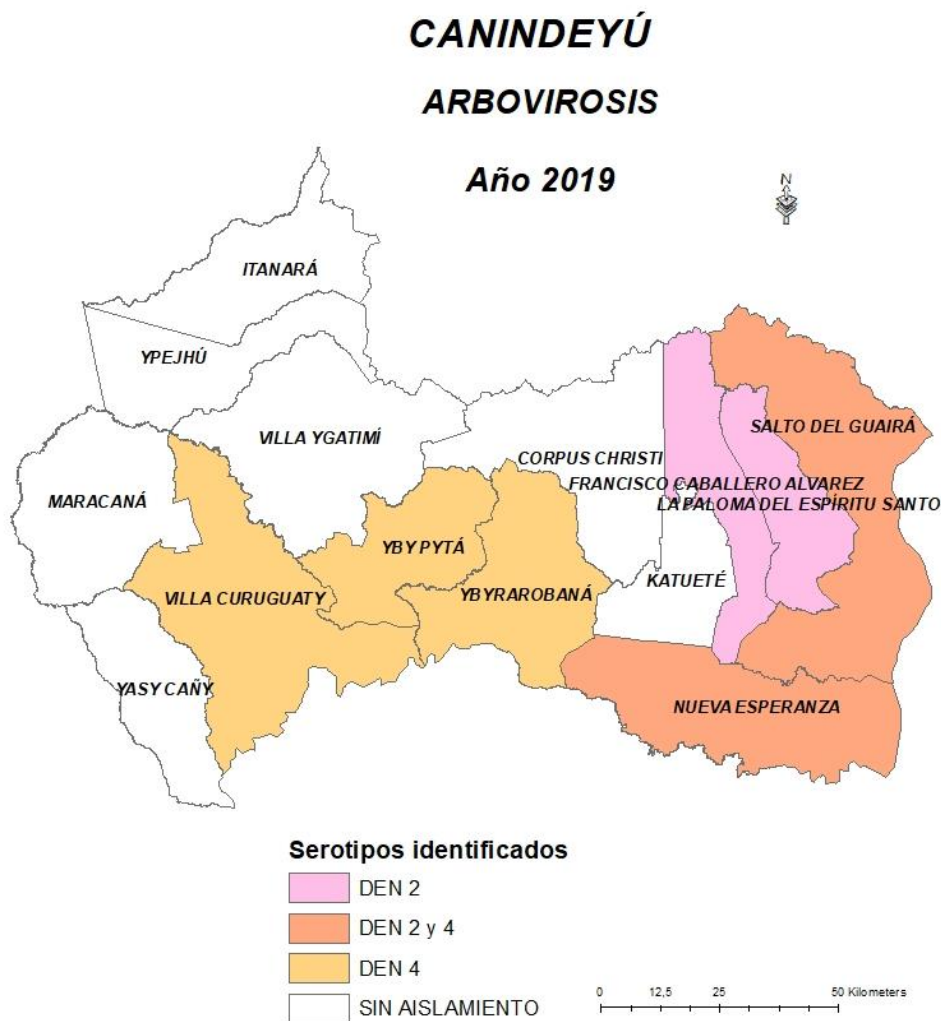 CANINDEYÚ
ARBOVIROSIS
Año 2019
N
ITANARÁ
YPEJHÚ
VILLA YGATIMÍ
SALTO DEL GUAIRÁ
CORPUS CHRISTI
FRANCISCO CABALLERO ALVAREZ
MARACANÁ
LA PALOMA DEL ESPÍRITU SANTO
YBY PYTÁ
KATUETÉ
VILLA CURUGUATY
YBYRAROBANÁ
YASY CAÑY
NUEVA ESPERANZA
Serotipos identificados
DEN 2
DEN 2 y 4
DEN 4
SIN AISLAMIENTO
0 12,5 25 50 Kilometers